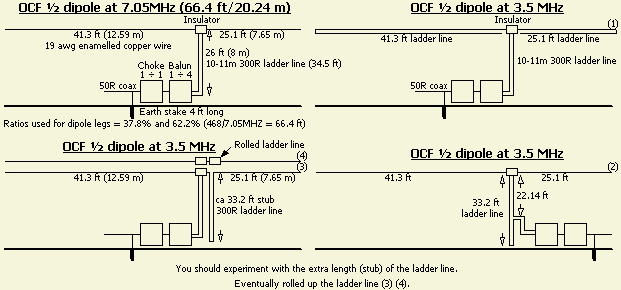 OCF ½ dipole at 7.05MHz (66.4 ft/20.24 m)
Insulator
41.3 ft (12.59 m)
25.1 ft (7.65 m)
19 awg enamelled copper wire
26 ft (8 m)
10-11m 300R ladder line (34.5 ft)
Choke Balun
1 ÷ 1 1 ÷ 4
50R coax
Earth stake 4 ft long
Ratios used for dipole legs = 37.8% and 62.2% (468/7.05MHZ = 66.4 ft)
OCF ½ dipole at 3.5 MHz
Insulator
(1)
41.3 ft ladder line
25.1 ft ladder line
10-11m 300R ladder line
50R coax
OCF ½ dipole at 3.5 MHz
Rolled ladder line
(4)
(3)
41.3 ft (12.59 m)
25.1 ft (7.65 m)
ca 33.2 ft stub
300R ladder line
OCF ½ dipole at 3.5 MHz
(2)
41.3 ft
25.1 ft
33.2 ft
ladder line
22.14 ft
You should experiment with the extra length (stub) of the ladder line.
Eventually rolled up the ladder line (3) (4).